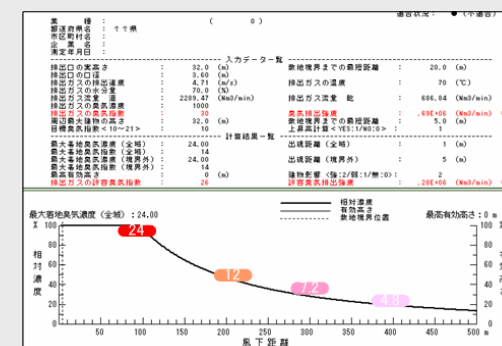 適合状況： ● （不適合）
業　　種：　（　0）
都道府県名：ケケ県
市区町村名：
企　業　名：
測定年月日：
入力データ一覧
排出口の実高さ ： 32.0 (m)　敷地境界までの最短距離 ： 20.0 (m)
排出口の口径 ： 3.60 (m)
排出ガスの排出速度 ： 4.71 (m/s)　排出ガスの温度 ： 70 (℃)
排出ガスの水分量 ： 70.0 (%)
排出ガス流量 湿 ： 2289.47 (Nm3/min)　排出ガス流量 乾 ： 686.84 (Nm3/min)
排出ガスの臭気濃度 ： 1000
排出ガスの臭気指数 ： 30　臭気排出強度 ： .69E+06 (Nm3/min)
周辺最大建物の高さ ： 32.0 (m)　敷地境界までの最短距離 ： 5.0 (m)
目標臭気指数<10～21> ： 10　上昇高計算<YES:1/NO:0> ： 1
計算結果一覧
最大着地臭気濃度（全域） ： 24.00　出現距離（全域） ： 1 (m)
最大着地臭気指数 ： 14
最大着地臭気濃度（境界外） ： 24.00　出現距離（境界外） ： 5 (m)
最大着地臭気指数 ： 14
最高有効高さ ： 0 (m)　建物影響<強:2/弱:1/無:0> ： 2
排出ガスの許容臭気指数 ： 26　許容臭気排出強度 ： .28E+06 (Nm3/min)
相対濃度
有効高さ
敷地境界位置
最大着地臭気濃度（全域）：24.00　最高有効高さ：0 m
% 100
80
60
40
20
0
相対濃度
24
12
7.2
4.8
% 100
80
60
40
20
0
50 100 150 200 250 300 350 400 450 500 m
風下距離